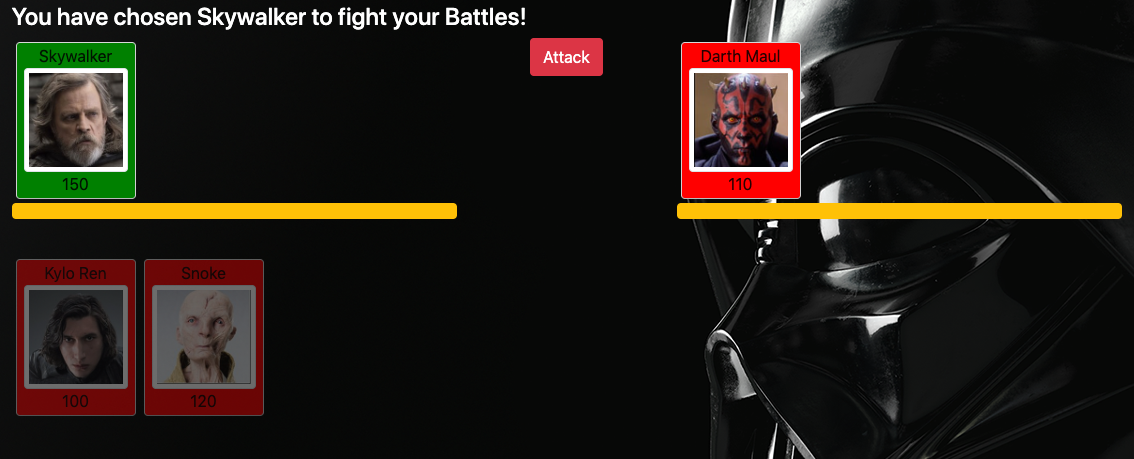 You have chosen Skywalker to fight your Battles!
Skywalker
150
Attack
Darth Maul
110
Kylo Ren
100
Snoke
120